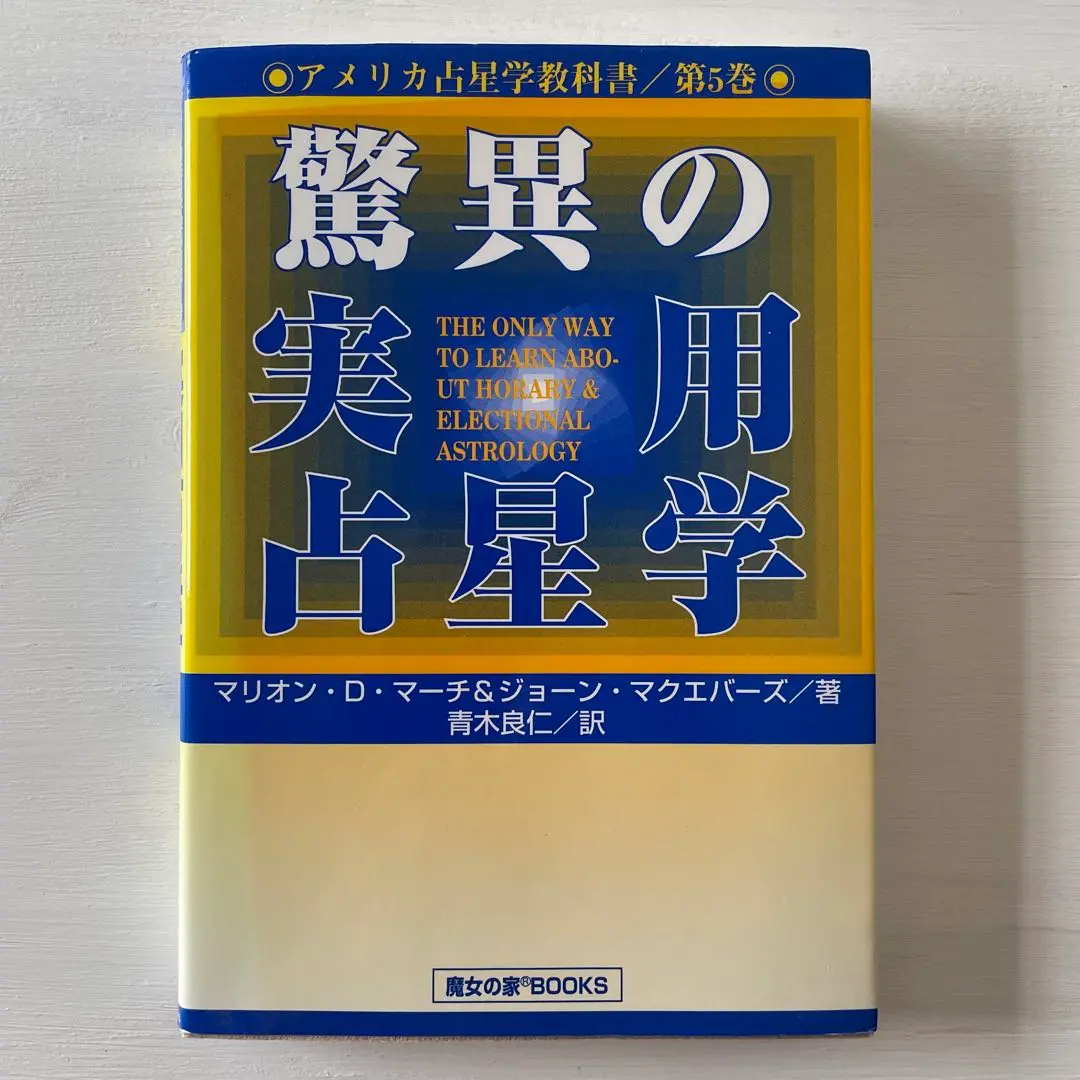 ◉アメリカ占星学教科書／第5巻◉
驚異の
実用
占星学
THE ONLY WAY
TO LEARN ABO-
UT HORARY &
ELECTIONAL
ASTROLOGY
マリオン・D・マーチ&ジョーン・マクエバーズ／著
青木良仁／訳
魔女の家®BOOKS